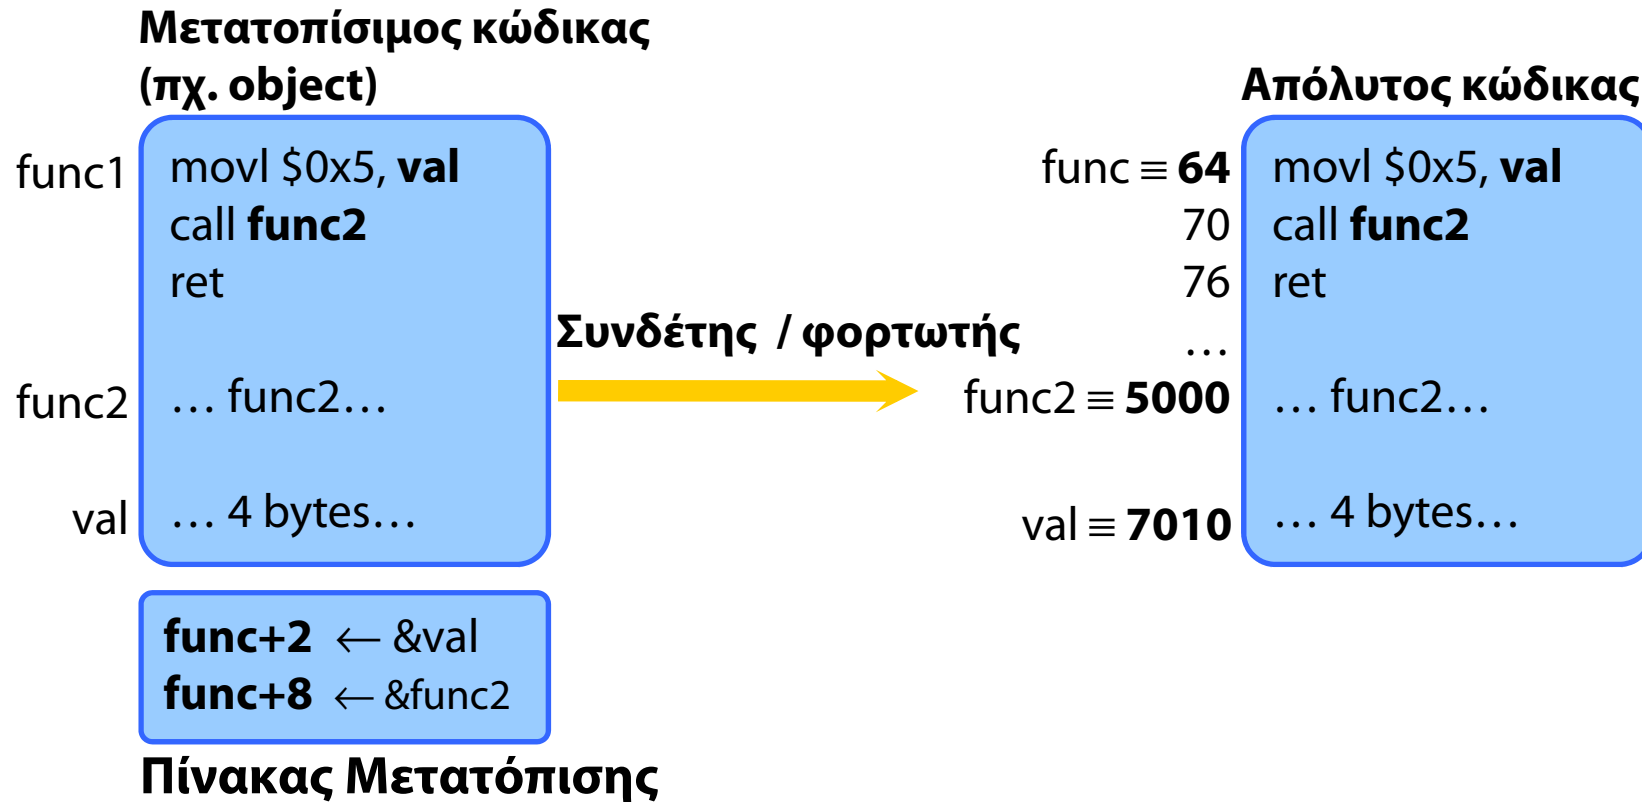 Μετατοπίσιμος κώδικας
(πχ. object)
func1
movl $0x5, val
call func2
ret
func2
… func2…
val
… 4 bytes…
func+2 ← &val
func+8 ← &func2
Πίνακας Μετατόπισης
Συνδέτης / φορτωτής
Απόλυτος κώδικας
func ≡ 64
movl $0x5, val
70
call func2
76
ret
…
func2 ≡ 5000
… func2…
val ≡ 7010
… 4 bytes…